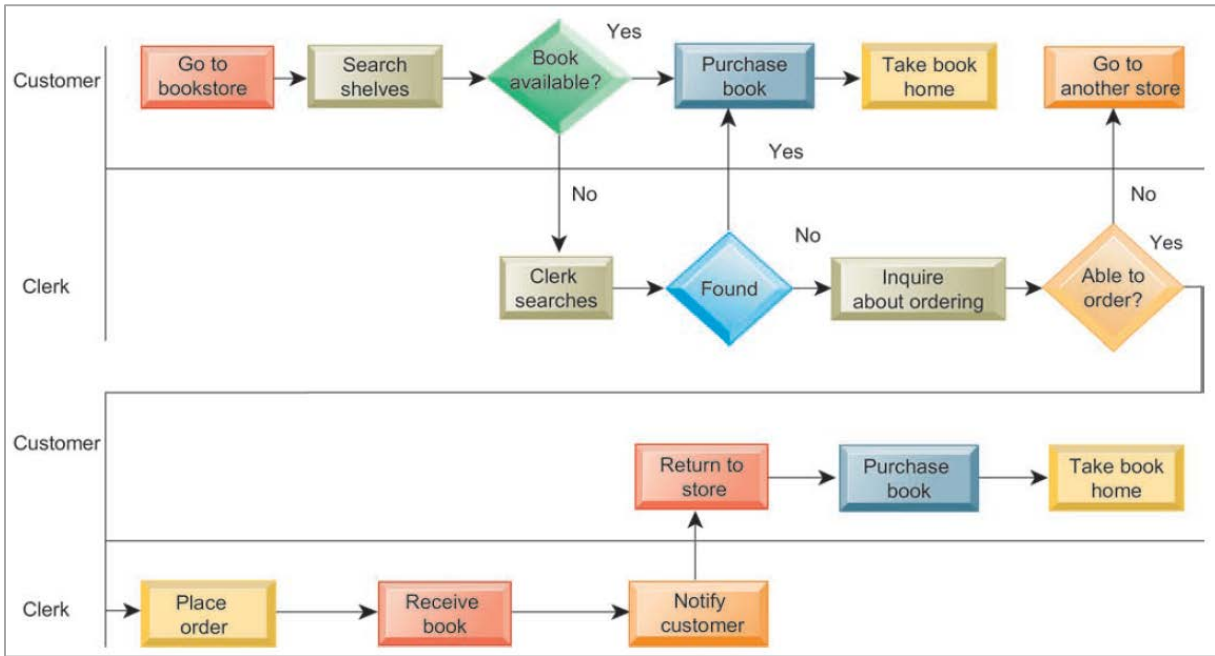 Customer
Go to
bookstore
Search
shelves
Book
available?
Yes
Purchase
book
Take book
home
Go to
another store
Yes
No
No
No
Yes
Clerk
Clerk
searches
Found
Inquire
about ordering
Able to
order?
Customer
Return to
store
Purchase
book
Take book
home
Clerk
Place
order
Receive
book
Notify
customer